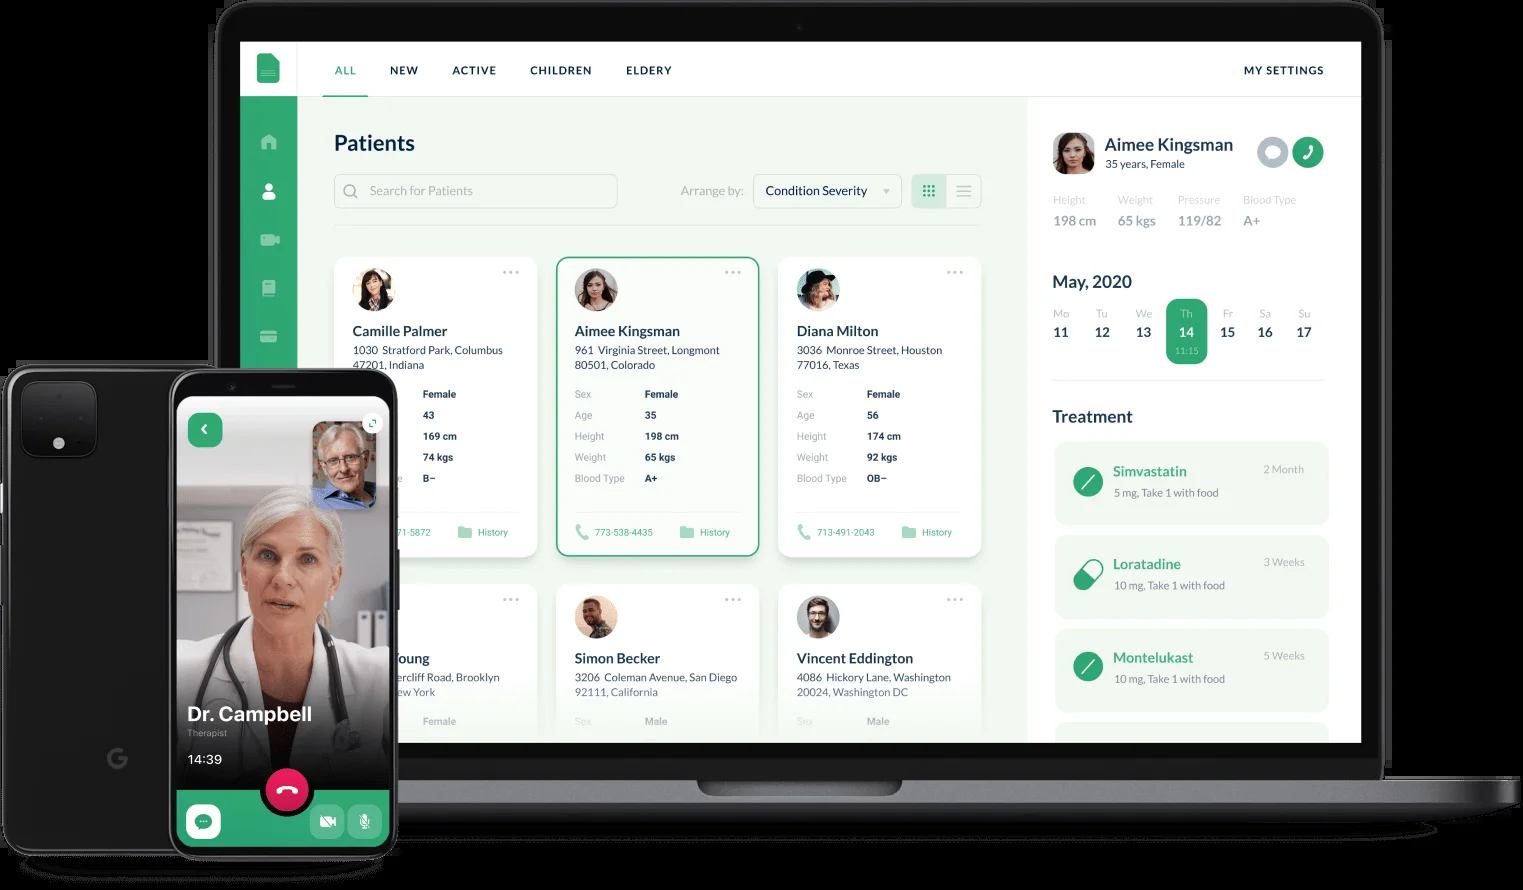 ALL NEW ACTIVE CHILDREN ELDERY MY SETTINGS
Patients
Search for Patients
Arrange by: Condition Severity
Camille Palmer
1030 Stratford Park, Columbus
47201, Indiana
Female
43
169 cm
74 kgs
e B−
71-5872 History
Aimee Kingsman
961 Virginia Street, Longmont
80501, Colorado
Sex Female
Age 35
Height 198 cm
Weight 65 kgs
Blood Type A+
773-538-4435 History
Diana Milton
3036 Monroe Street, Houston
77016, Texas
Sex Female
Age 56
Height 174 cm
Weight 92 kgs
Blood Type OB−
713-491-2043 History
Young
ercliff Road, Brooklyn
ew York
Female
Simon Becker
3206 Coleman Avenue, San Diego
92111, California
Sex Male
Vincent Eddington
4086 Hickory Lane, Washington
20024, Washington DC
Sex Male
Aimee Kingsman
35 years, Female
Height Weight Pressure Blood Type
198 cm 65 kgs 119/82 A+
May, 2020
Mo Tu We Th Fr Sa Su
11 12 13 14 15 16 17
11:15
Treatment
Simvastatin 2 Month
5 mg, Take 1 with food
Loratadine 3 Weeks
10 mg, Take 1 with food
Montelukast 5 Weeks
10 mg, Take 1 with food
G
Dr. Campbell
Therapist
14:39